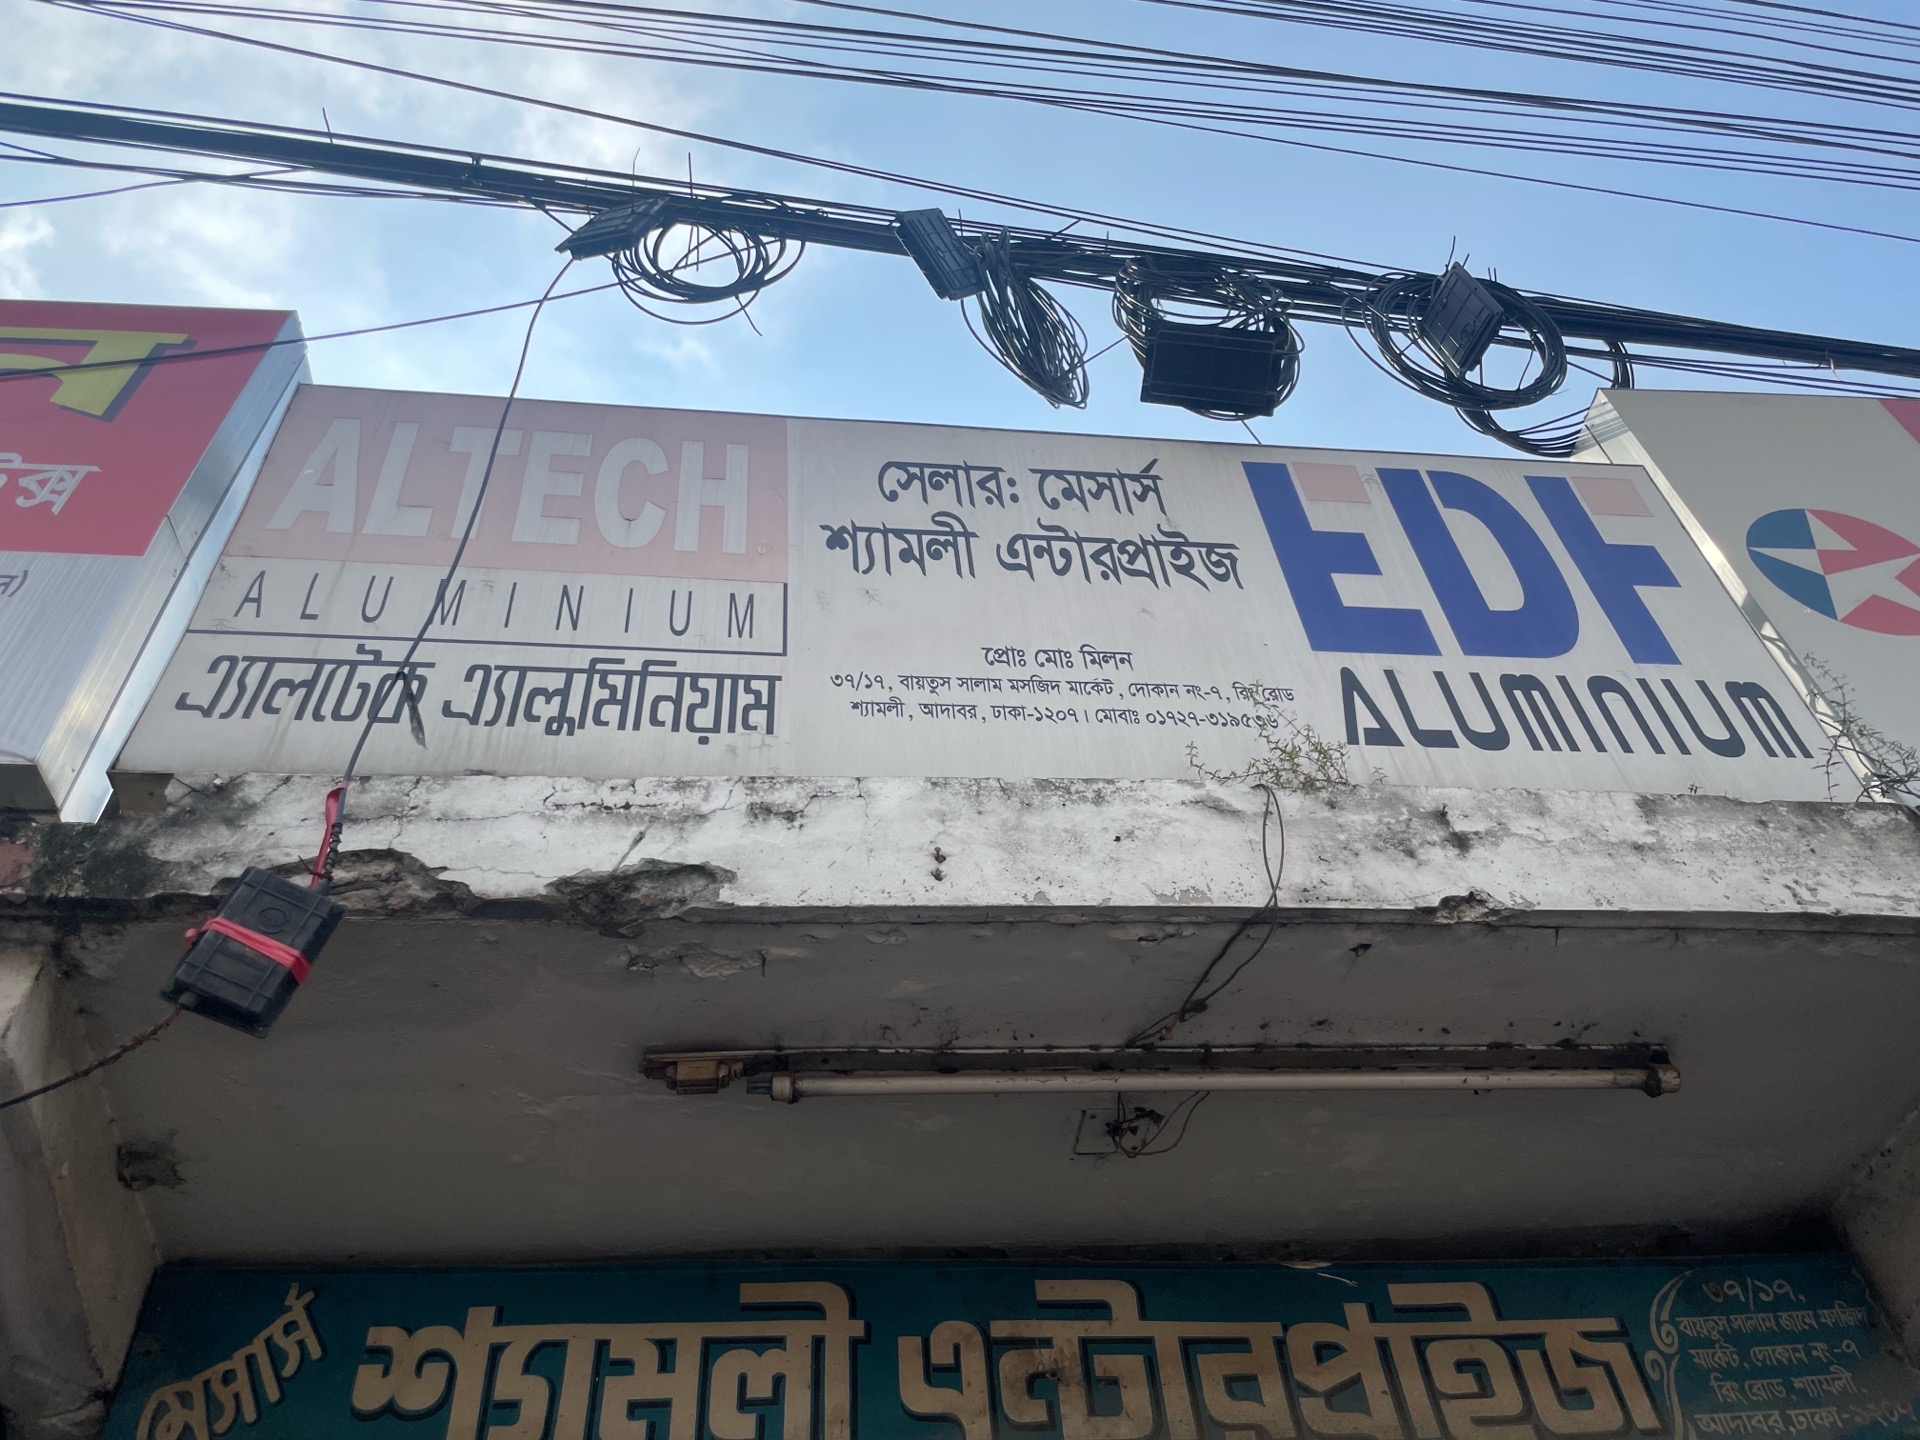 ন
টেক্স
ALTECH
ALUMINIUM
এ্যালটেক এ্যালুমিনিয়াম
সেলার: মেসার্স
শ্যামলী এন্টারপ্রাইজ
প্রোঃ মোঃ মিলন
৩৭/১৭, বায়তুস সালাম মসজিদ মার্কেট, দোকান নং-৭, রিং রোড
শ্যামলী, আদাবর, ঢাকা-১২০৭। মোবাঃ ০১৭২৭-৩১৯৫৩৬
EDF
ALUMINIUM
মেসার্স
শ্যামলী এন্টারপ্রাইজ
৩৭/১৭,
বায়তুস সালাম জামে মসজিদ
মার্কেট, দোকান নং-৭
রিং রোড, শ্যামলী,
আদাবর, ঢাকা-১২০৭